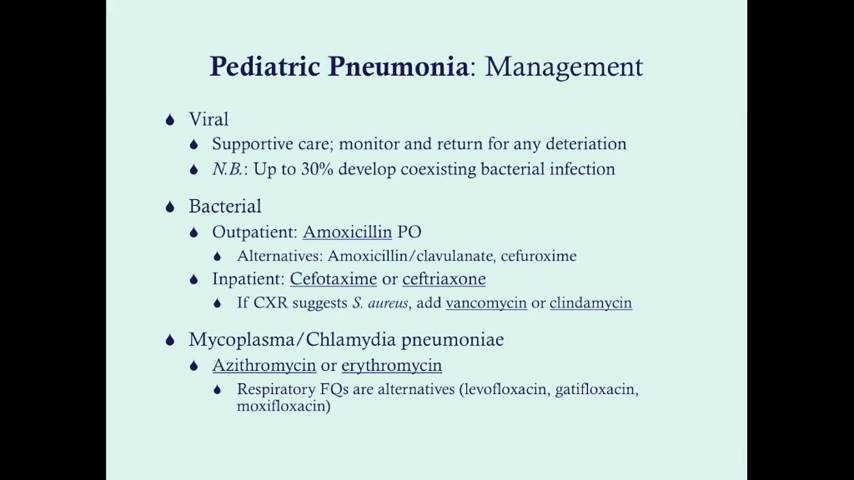 Pediatric Pneumonia: Management
Viral
Supportive care; monitor and return for any deteriation
N.B.: Up to 30% develop coexisting bacterial infection
Bacterial
Outpatient: Amoxicillin PO
Alternatives: Amoxicillin/clavulanate, cefuroxime
Inpatient: Cefotaxime or ceftriaxone
If CXR suggests S. aureus, add vancomycin or clindamycin
Mycoplasma/Chlamydia pneumoniae
Azithromycin or erythromycin
Respiratory FQs are alternatives (levofloxacin, gatifloxacin,
moxifloxacin)